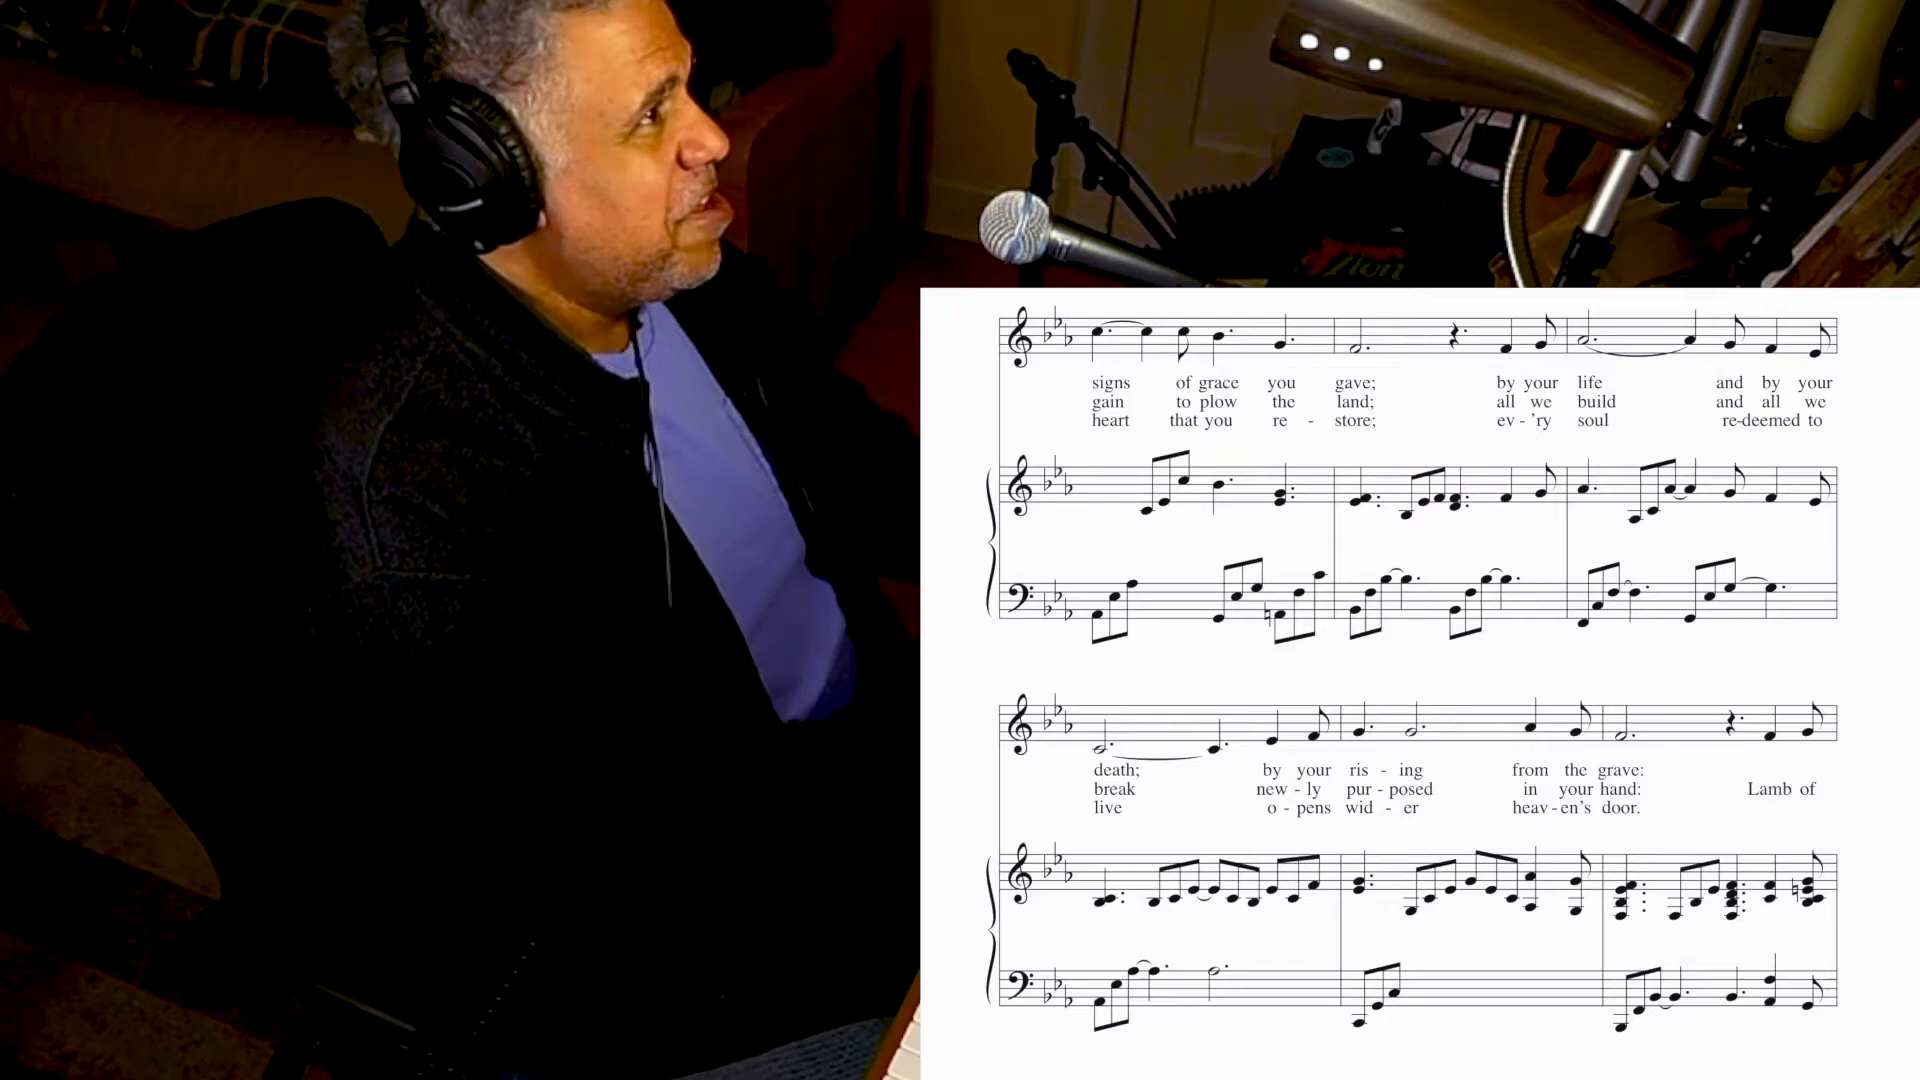 signs of grace you gave; by your life and by your
gain to plow the land; all we build and all we
heart that you re - store; ev - 'ry soul re-deemed to
death; by your ris - ing from the grave:
break new - ly pur - posed in your hand: Lamb of
live o - pens wid - er heav - en's door.